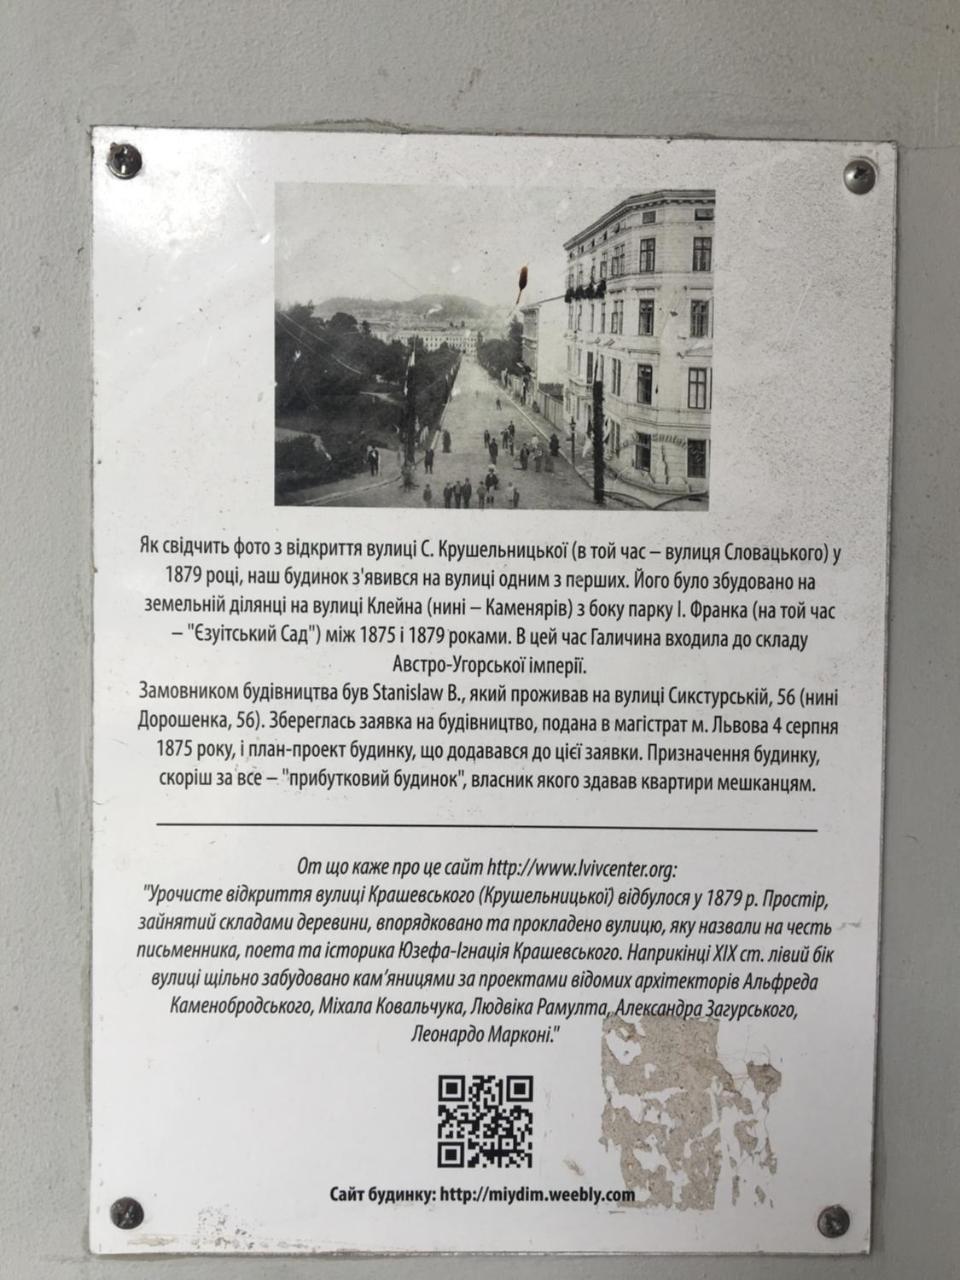 Як свідчить фото з відкриття вулиці С. Крушельницької (в той час – вулиця Словацького) у
1879 році, наш будинок з'явився на вулиці одним з перших. Його було збудовано на
земельній ділянці на вулиці Клейна (нині – Каменярів) з боку парку І. Франка (на той час
– "Єзуітський Сад") між 1875 і 1879 роками. В цей час Галичина входила до складу
Австро-Угорської імперії.
Замовником будівництва був Stanislaw B., який проживав на вулиці Сикстурській, 56 (нині
Дорошенка, 56). Збереглась заявка на будівництво, подана в магістрат м. Львова 4 серпня
1875 року, і план-проект будинку, що додавався до цієї заявки. Призначення будинку,
скоріш за все – "прибутковий будинок", власник якого здавав квартири мешканцям.
От що каже про це сайт http://www.lvivcenter.org:
"Урочисте відкриття вулиці Крашевського (Крушельницької) відбулося у 1879 р. Простір,
зайнятий складами деревини, впорядковано та прокладено вулицю, яку назвали на честь
письменника, поета та історика Юзефа-Ігнація Крашевського. Наприкінці XIX ст. лівий бік
вулиці щільно забудовано кам’яницями за проектами відомих архітекторів Альфреда
Каменобродського, Міхала Ковальчука, Людвіка Рамулта, Александра Загурського,
Леонардо Марконі."
Сайт будинку: http://miydim.weebly.com